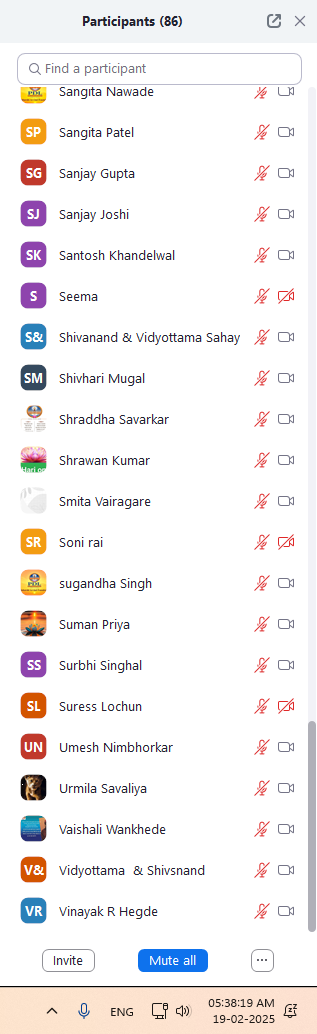 Participants (86)
Find a participant
Sangita Nawade
SP Sangita Patel
SG Sanjay Gupta
SJ Sanjay Joshi
SK Santosh Khandelwal
S Seema
S& Shivanand & Vidyottama Sahay
SM Shivhari Mugal
Shraddha Savarkar
Shrawan Kumar
Smita Vairagare
SR Soni rai
sugandha Singh
Suman Priya
SS Surbhi Singhal
SL Suress Lochun
UN Umesh Nimbhorkar
Urmila Savaliya
Vaishali Wankhede
V& Vidyottama & Shivsnand
VR Vinayak R Hegde
Invite Mute all ...
ENG 05:38:19 AM
19-02-2025